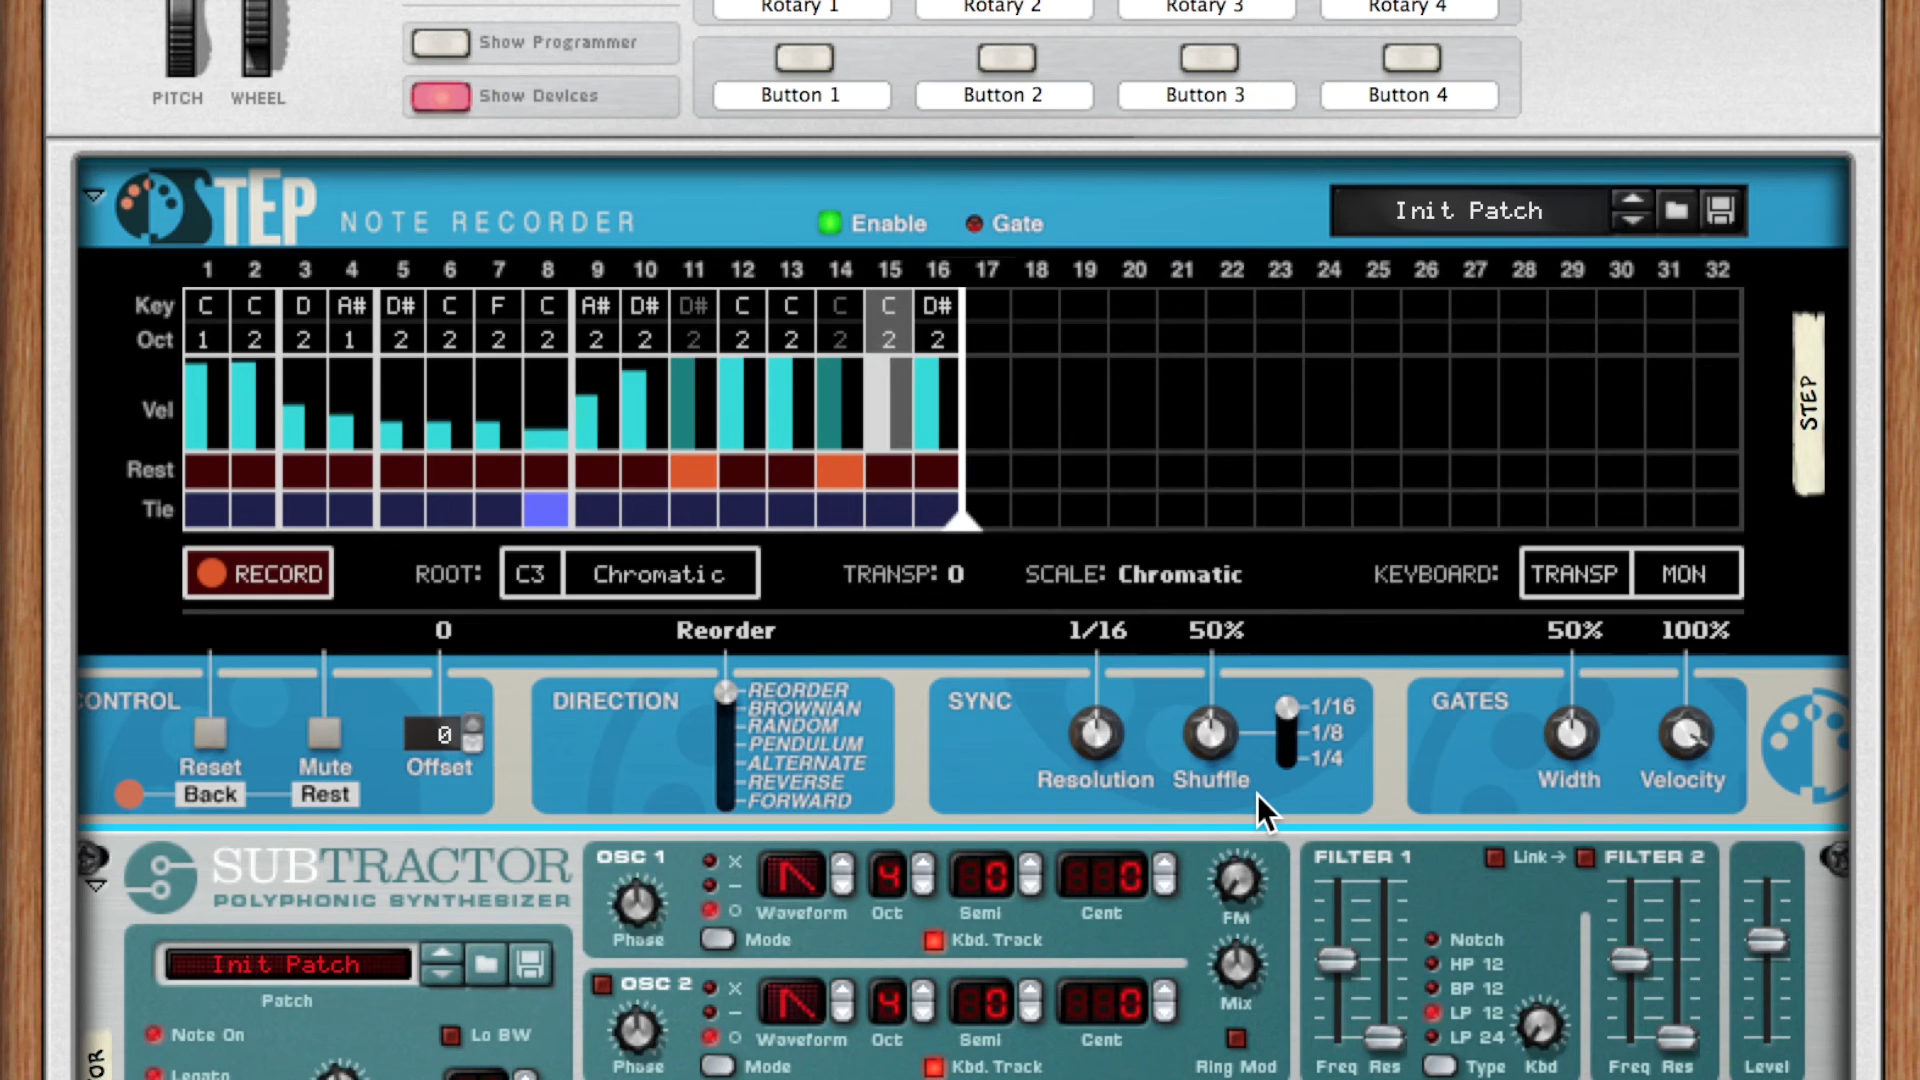 Rotary 1 Rotary 2 Rotary 3 Rotary 4
Show Programmer
PITCH WHEEL
Show Devices
Button 1 Button 2 Button 3 Button 4
STEP NOTE RECORDER
Enable Gate
Init Patch
1 2 3 4 5 6 7 8 9 10 11 12 13 14 15 16 17 18 19 20 21 22 23 24 25 26 27 28 29 30 31 32
Key C C D A# D# C F C A# D# D# C C C C D#
Oct 1 2 2 1 2 2 2 2 2 2 2 2 2 2 2 2
Vel
Rest
Tie
STEP
RECORD ROOT: C3 Chromatic TRANSP: 0 SCALE: Chromatic KEYBOARD: TRANSP MON
0 Reorder 1/16 50% 50% 100%
CONTROL
Reset Mute Offset
0
Back Rest
DIRECTION
REORDER
BROWNIAN
RANDOM
PENDULUM
ALTERNATE
REVERSE
FORWARD
SYNC
1/16
1/8
1/4
Resolution Shuffle
GATES
Width Velocity
SUBTRACTOR
POLYPHONIC SYNTHESIZER
Init Patch
Patch
Note On
Legato
Lo BW
OSC 1
4 0 0
Phase Waveform Oct Semi Cent
Mode Kbd. Track
FM
OSC 2
4 0 0
Phase Waveform Oct Semi Cent
Mode Kbd. Track
Mix
Ring Mod
FILTER 1 Link FILTER 2
Notch
HP 12
BP 12
LP 12
LP 24
Freq Res Type Kbd Freq Res Level